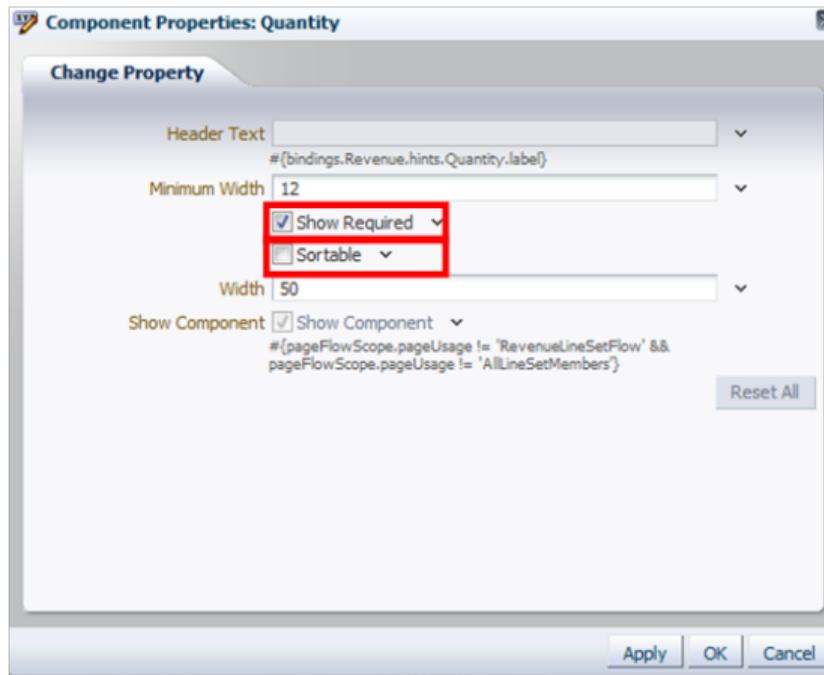 Component Properties: Quantity
Change Property
Header Text
#{bindings.Revenue.hints.Quantity.label}
Minimum Width 12
Show Required
Sortable
Width 50
Show Component Show Component
#{pageFlowScope.pageUsage != 'RevenueLineSetFlow' &&
pageFlowScope.pageUsage != 'AllLineSetMembers'}
Reset All
Apply OK Cancel